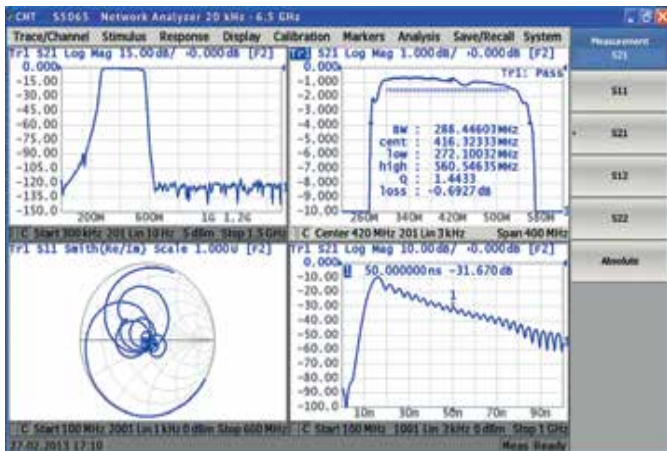 CMT S5065 Network Analyzer 20 kHz - 6.5 GHz
Trace/Channel Stimulus Response Display Calibration Markers Analysis Save/Recall System
Measurement
S21
S11
S21
S12
S22
Absolute
Tr1 S21 Log Mag 15.00dB/ -0.000dB [F2]
0.000
-15.00
-30.00
-45.00
-60.00
-75.00
-90.00
-105.0
-120.0
-135.0
-150.0
200M 600M 1G 1.2G
C Start 300 kHz 201 Lin 10 Hz 5 dBm Stop 1.5 GHz
Tr1 S21 Log Mag 1.000dB/ -0.000dB [F2]
Tr1: Pass
0.000
-1.000
-2.000
-3.000
-4.000
-5.000
-6.000
-7.000
-8.000
-9.000
-10.00
BW : 288.44603MHz
cent : 416.32333MHz
low : 272.10032MHz
high : 560.54635MHz
Q : 1.4433
loss : -0.6927dB
260M 340M 420M 500M 580M
C Center 420 MHz 201 Lin 3 kHz Span 400 MHz
Tr1 S11 Smith(Re/Im) Scale 1.000U [F2]
C Start 100 MHz 2001 Lin 1 kHz 0 dBm Stop 600 MHz
Tr1 S21 Log Mag 10.00dB/ -0.000dB [F2]
0.000
-10.00
-20.00
-30.00
-40.00
-50.00
-60.00
-70.00
-80.00
-90.00
-100.0
1 50.000000ns -31.670dB
1
10n 30n 50n 70n 90n
C Start 100 MHz 1001 Lin 3 kHz 0 dBm Stop 1 GHz
27.02.2013 17:10
Meas Ready